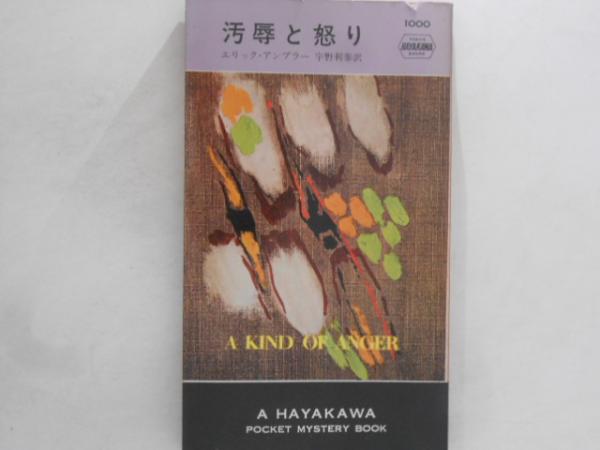 1000
汚辱と怒り
HAYAKAWA
エリック・アンブラー 宇野利泰訳
A KIND OF ANGER
A HAYAKAWA
POCKET MYSTERY BOOK